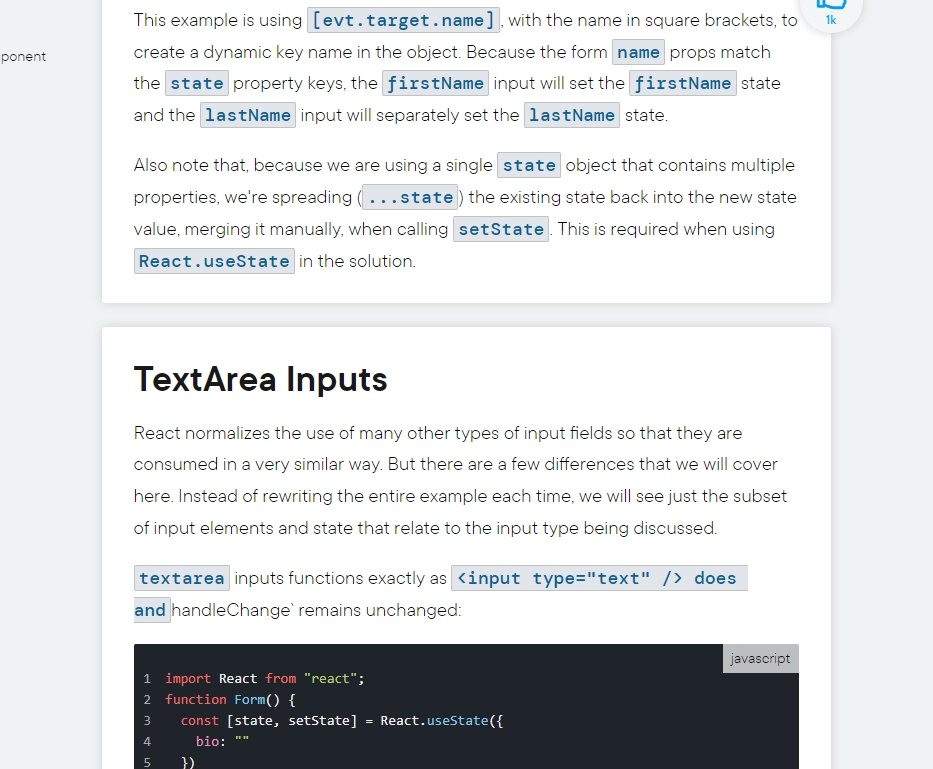 This example is using [evt.target.name], with the name in square brackets, to
1k
create a dynamic key name in the object. Because the form name props match
ponent
the state property keys, the firstName input will set the firstName state
and the lastName input will separately set the lastName state.
Also note that, because we are using a single state object that contains multiple
properties, we're spreading (...state) the existing state back into the new state
value, merging it manually, when calling setState. This is required when using
React.useState in the solution.
TextArea Inputs
React normalizes the use of many other types of input fields so that they are
consumed in a very similar way. But there are a few differences that we will cover
here. Instead of rewriting the entire example each time, we will see just the subset
of input elements and state that relate to the input type being discussed.
textarea inputs functions exactly as <input type="text" /> does
and handleChange` remains unchanged:
javascript
1 import React from "react";
2 function Form() {
3 const [state, setState] = React.useState({
4 bio: ""
5 })